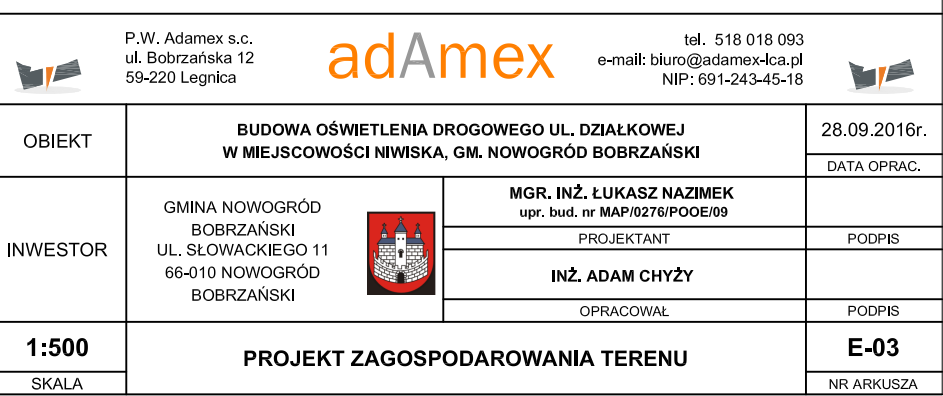 P.W. Adamex s.c.
ul. Bobrzańska 12
59-220 Legnica
adAmex
tel. 518 018 093
e-mail: biuro@adamex-lca.pl
NIP: 691-243-45-18
OBIEKT
BUDOWA OŚWIETLENIA DROGOWEGO UL. DZIAŁKOWEJ
W MIEJSCOWOŚCI NIWISKA, GM. NOWOGRÓD BOBRZAŃSKI
28.09.2016r.
DATA OPRAC.
INWESTOR
GMINA NOWOGRÓD
BOBRZAŃSKI
UL. SŁOWACKIEGO 11
66-010 NOWOGRÓD
BOBRZAŃSKI
MGR. INŻ. ŁUKASZ NAZIMEK
upr. bud. nr MAP/0276/POOE/09
PROJEKTANT
PODPIS
INŻ. ADAM CHYŻY
OPRACOWAŁ
PODPIS
1:500
SKALA
PROJEKT ZAGOSPODAROWANIA TERENU
E-03
NR ARKUSZA